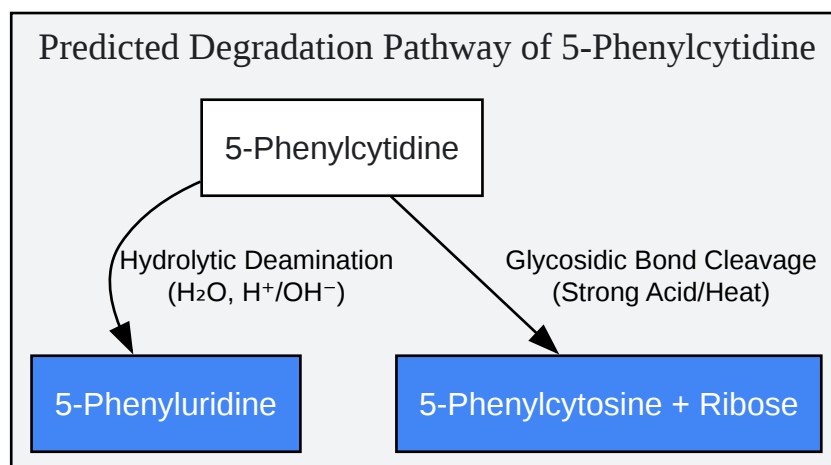 Predicted Degradation Pathway of 5-Phenylcytidine
5-Phenylcytidine
Hydrolytic Deamination
(H₂O, H⁺/OH⁻)
Glycosidic Bond Cleavage
(Strong Acid/Heat)
5-Phenyluridine
5-Phenylcytosine + Ribose